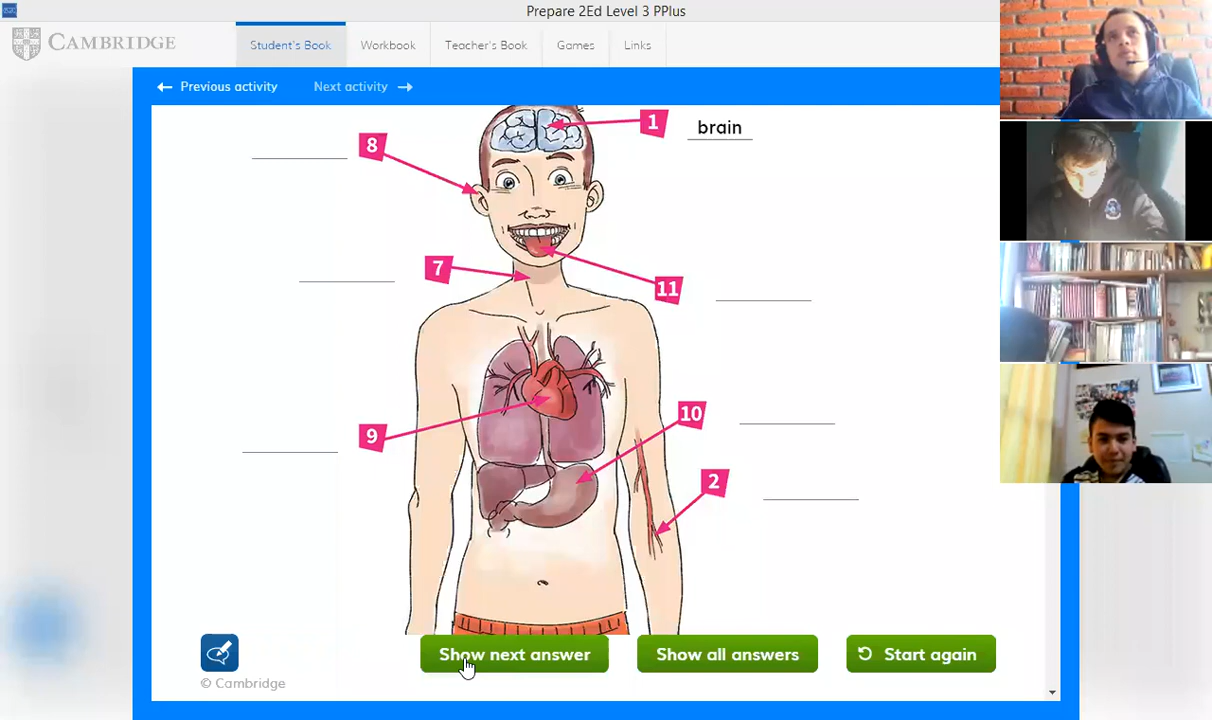 Prepare 2Ed Level 3 PPlus
CAMBRIDGE
Student's Book
Workbook
Teacher's Book
Games
Links
Previous activity
Next activity
1
brain
8
7
11
9
10
2
Show next answer
Show all answers
Start again
© Cambridge